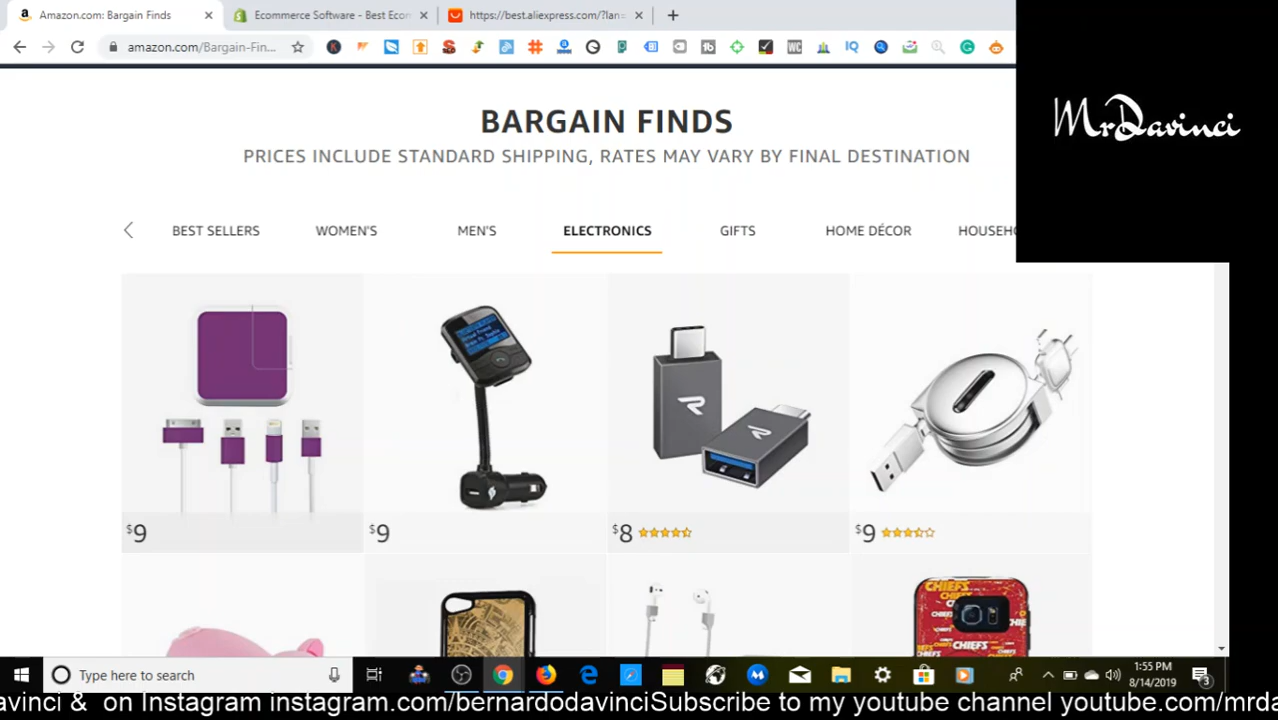 Amazon.com: Bargain Finds
Ecommerce Software - Best Ecom
https://best.aliexpress.com/?lan
amazon.com/Bargain-Fin...
MrDavinci
BARGAIN FINDS
PRICES INCLUDE STANDARD SHIPPING, RATES MAY VARY BY FINAL DESTINATION
BEST SELLERS WOMEN'S MEN'S ELECTRONICS GIFTS HOME DÉCOR HOUSEHO
$9 $9 $8 $9
CHIEFS
CHIEFS
Type here to search
1:55 PM
8/14/2019
3
avinci & on Instagram instagram.com/bernardodavinciSubscribe to my youtube channel youtube.com/mrda